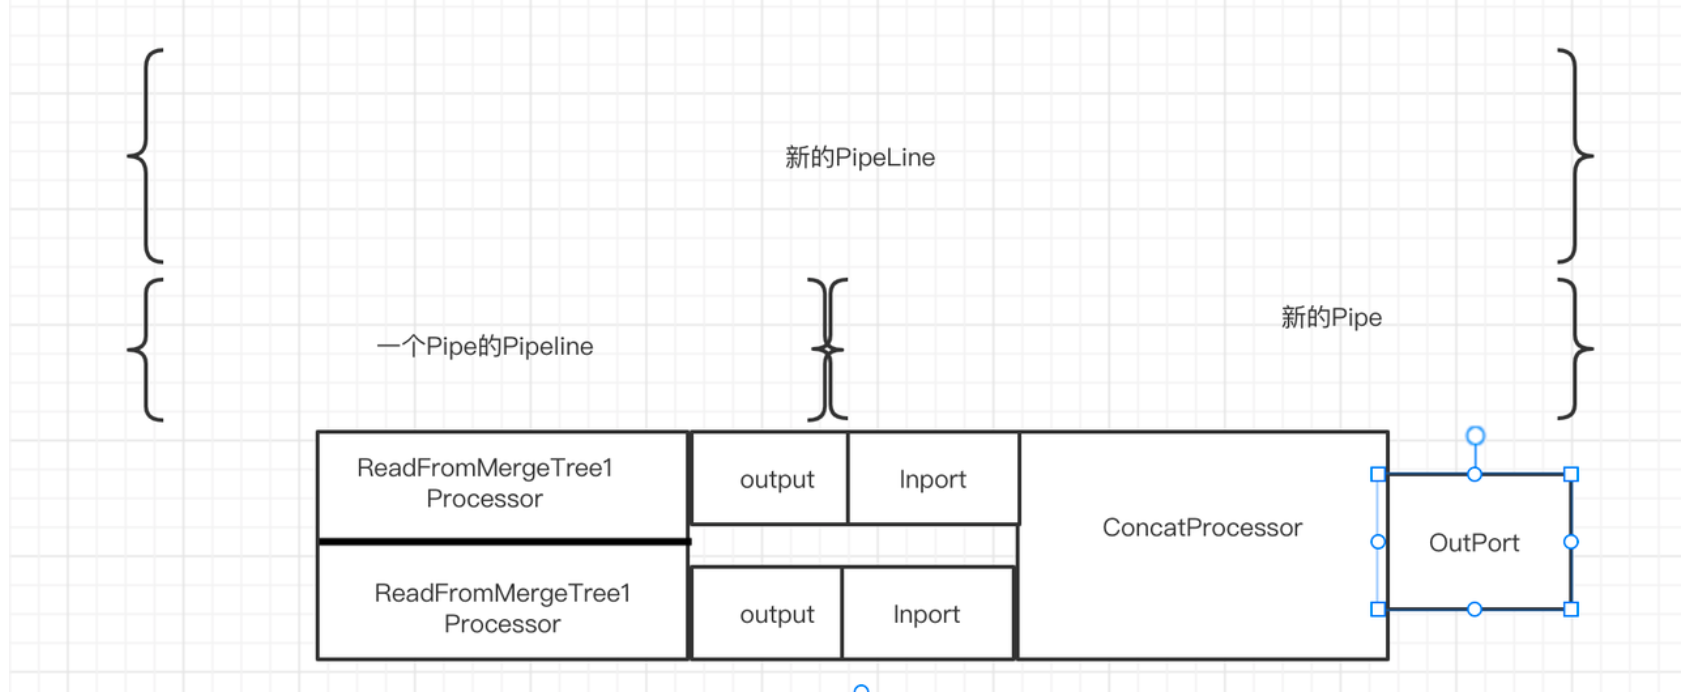 新的PipeLine
新的Pipe
一个Pipe的Pipeline
ReadFromMergeTree1
Processor
output
Inport
ConcatProcessor
OutPort
ReadFromMergeTree1
Processor
output
Inport